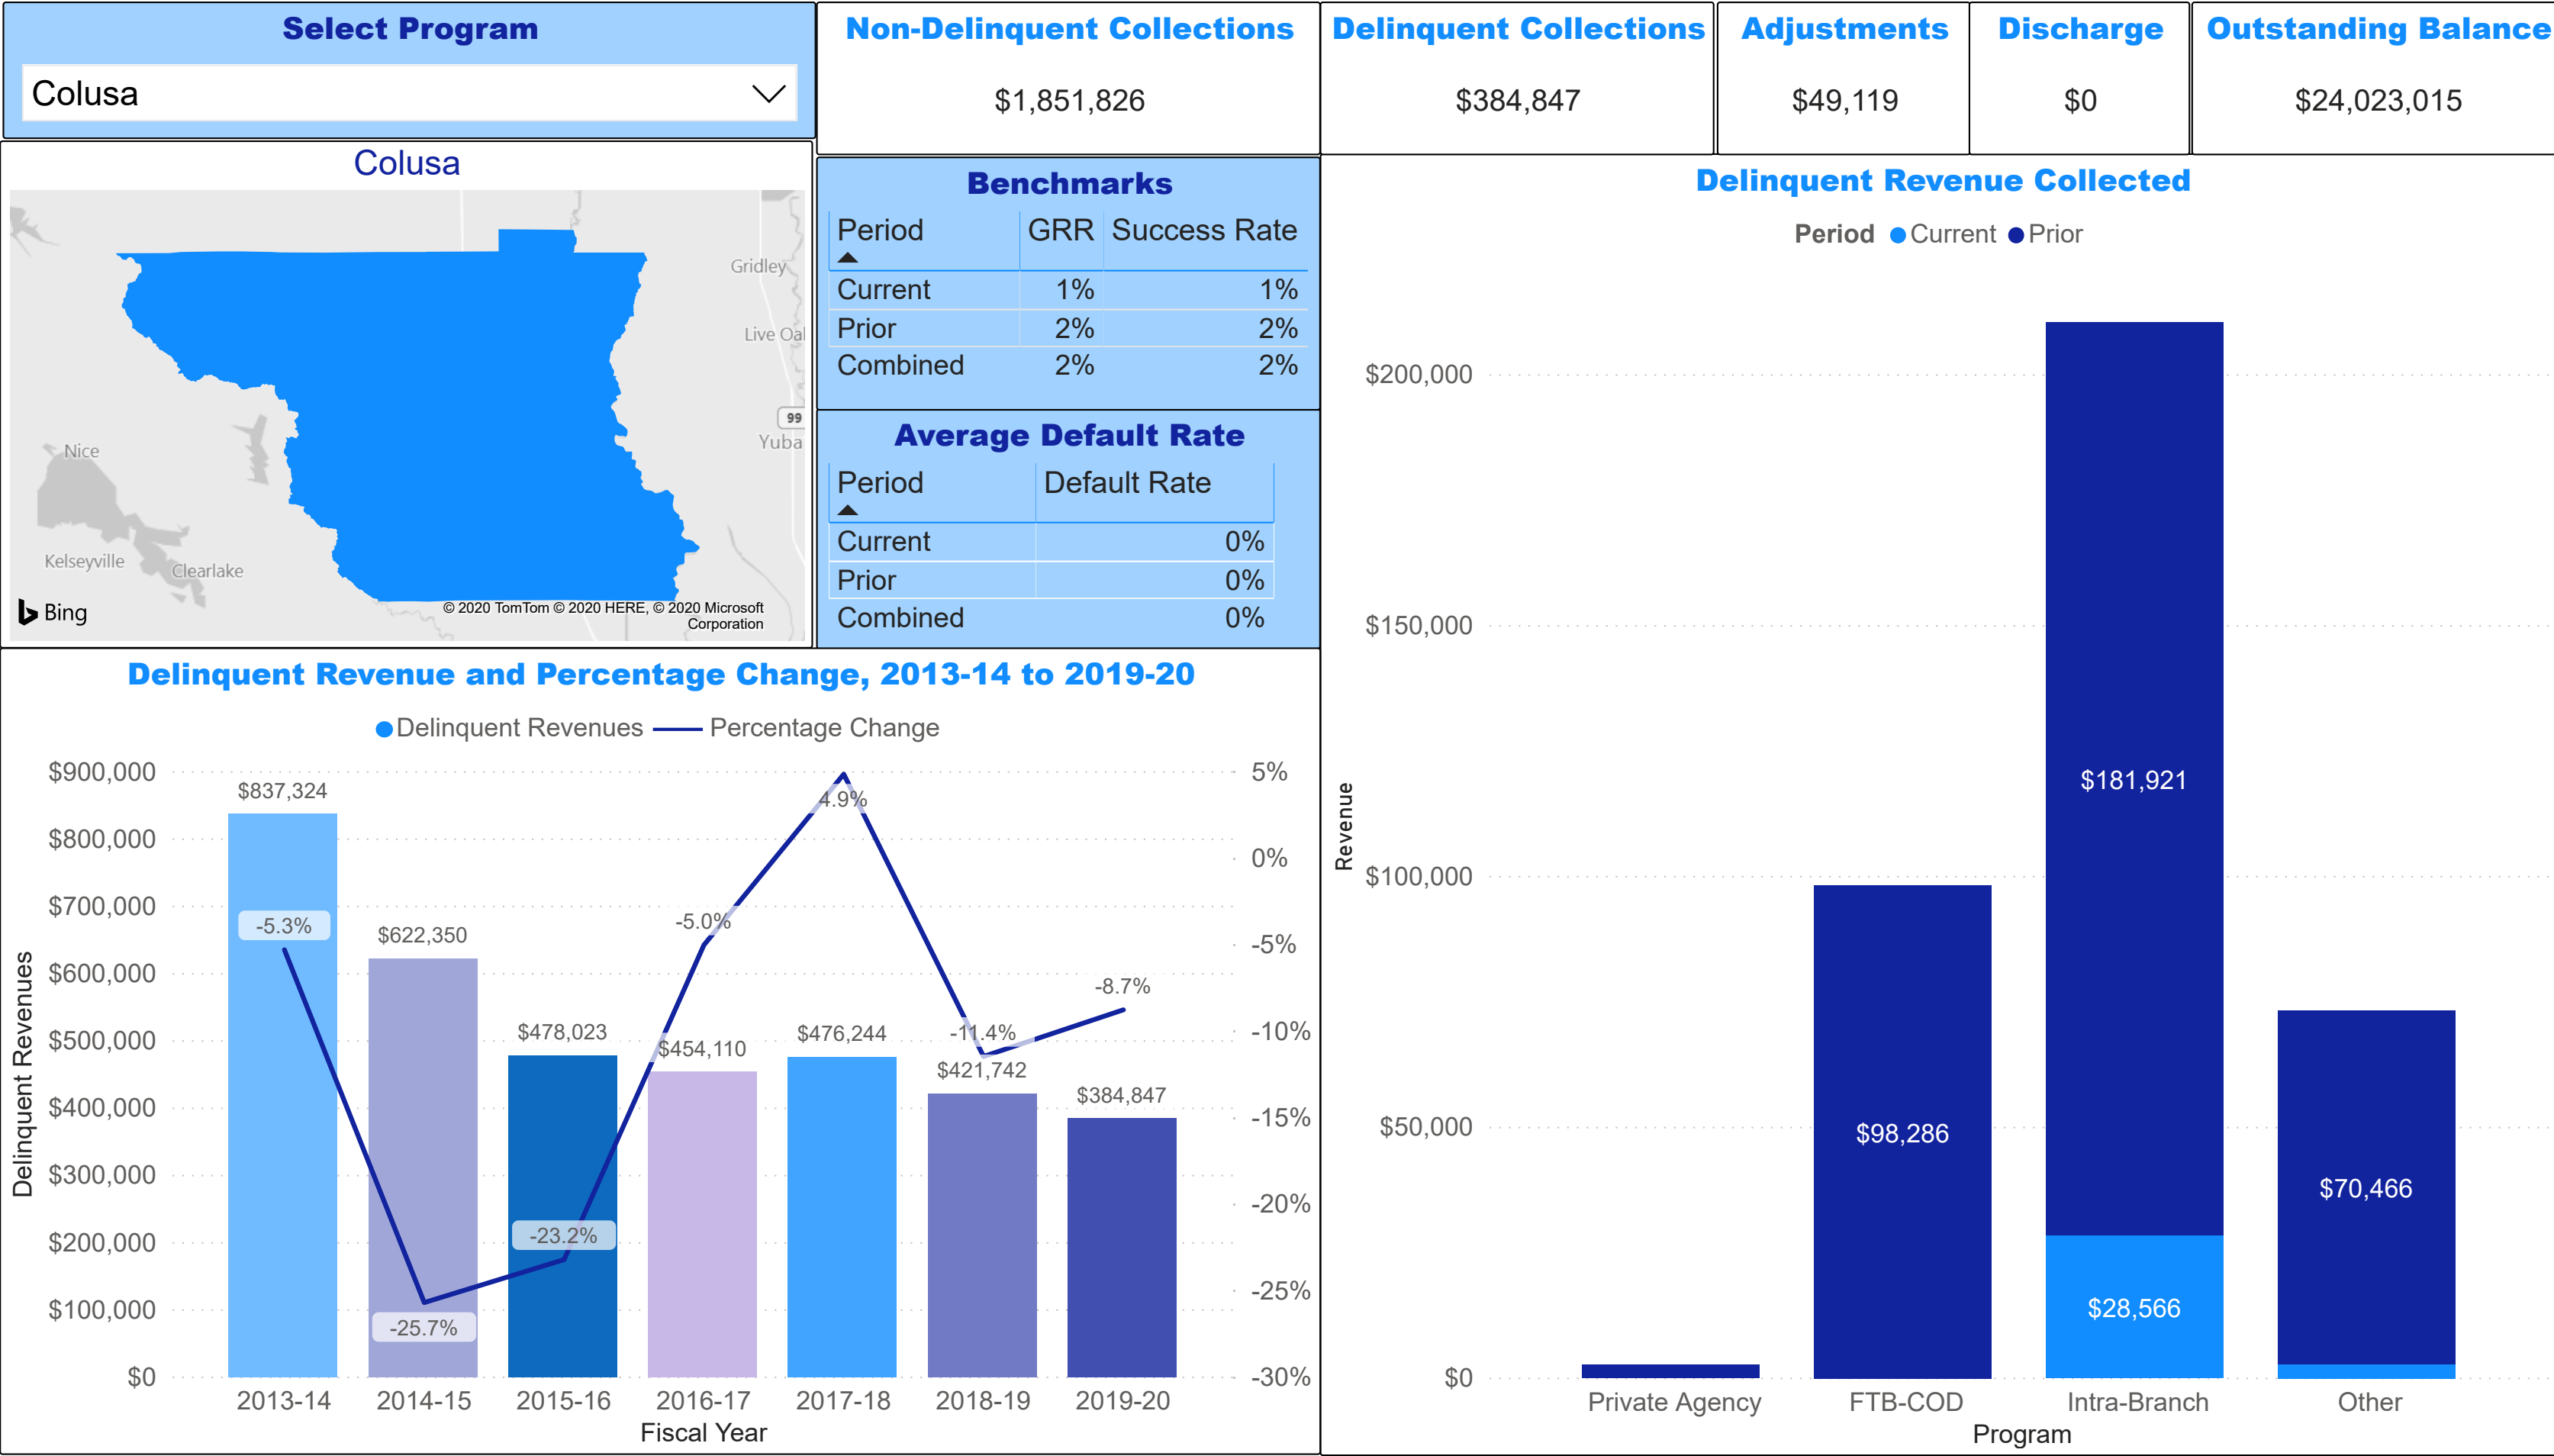 Select Program
Colusa
Non-Delinquent Collections
$1,851,826
Delinquent Collections
$384,847
Adjustments
$49,119
Discharge
$0
Outstanding Balance
$24,023,015
Colusa
Gridley
Live Oa
99
Yuba
Nice
Kelseyville
Clearlake
Bing
© 2020 TomTom © 2020 HERE, © 2020 Microsoft
Corporation
Benchmarks
Period GRR Success Rate
Current 1% 1%
Prior 2% 2%
Combined 2% 2%
Average Default Rate
Period Default Rate
Current 0%
Prior 0%
Combined 0%
Delinquent Revenue and Percentage Change, 2013-14 to 2019-20
Delinquent Revenues Percentage Change
Delinquent Revenues
$900,000
$800,000
$700,000
$600,000
$500,000
$400,000
$300,000
$200,000
$100,000
$0
$837,324
$622,350
$478,023
$454,110
$476,244
$421,742
$384,847
-5.3%
-25.7%
-23.2%
-5.0%
4.9%
-11.4%
-8.7%
5%
0%
-5%
-10%
-15%
-20%
-25%
-30%
2013-14 2014-15 2015-16 2016-17 2017-18 2018-19 2019-20
Fiscal Year
Delinquent Revenue Collected
Period Current Prior
Revenue
$200,000
$150,000
$100,000
$50,000
$0
$98,286
$181,921
$28,566
$70,466
Private Agency FTB-COD Intra-Branch Other
Program